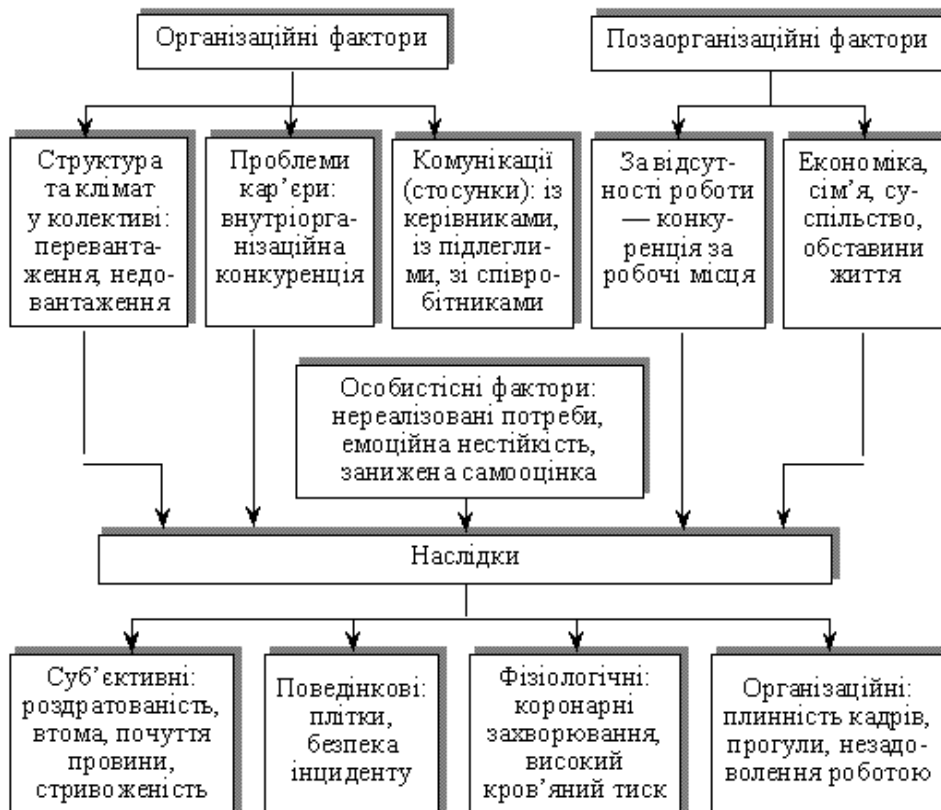 Організаційні фактори
Позаорганізаційні фактори
Структура
та клімат
у колективі:
переванта-
ження, недо-
вантаження
Проблеми
кар’єри:
внутріорга-
нізаційна
конкуренція
Комунікації
(стосунки): із
керівниками,
із підлегли-
ми, зі співро-
бітниками
За відсут-
ності роботи
— конку-
ренція за
робочі місця
Економіка,
сім’я, су-
спільство,
обставини
життя
Особистісні фактори:
нереалізовані потреби,
емоційна нестійкість,
занижена самооцінка
Наслідки
Суб’єктивні:
роздратованість,
втома, почуття
провини,
стривоженість
Поведінкові:
плітки,
безпека
інциденту
Фізіологічні:
коронарні
захворювання,
високий
кров’яний тиск
Організаційні:
плинність кадрів,
прогули, незадо-
волення роботою